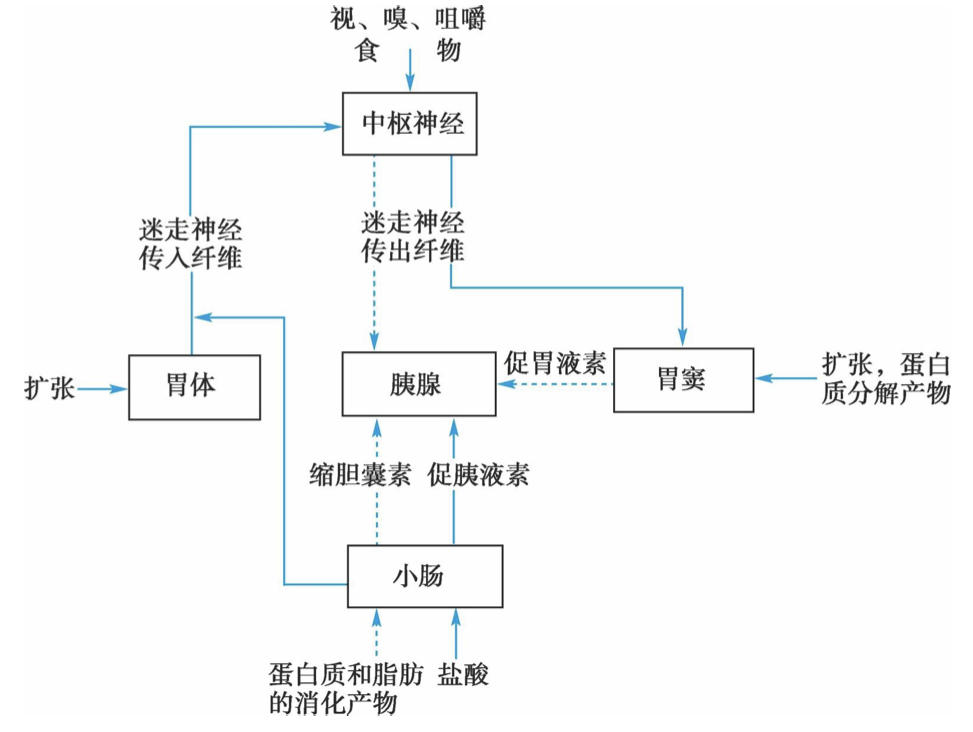 视、嗅、咀嚼
食 物
中枢神经
迷走神经
传入纤维
迷走神经
传出纤维
扩张
胃体
胰腺
促胃液素
胃窦
扩张，蛋白
质分解产物
缩胆囊素
促胰液素
小肠
蛋白质和脂肪
的消化产物
盐酸